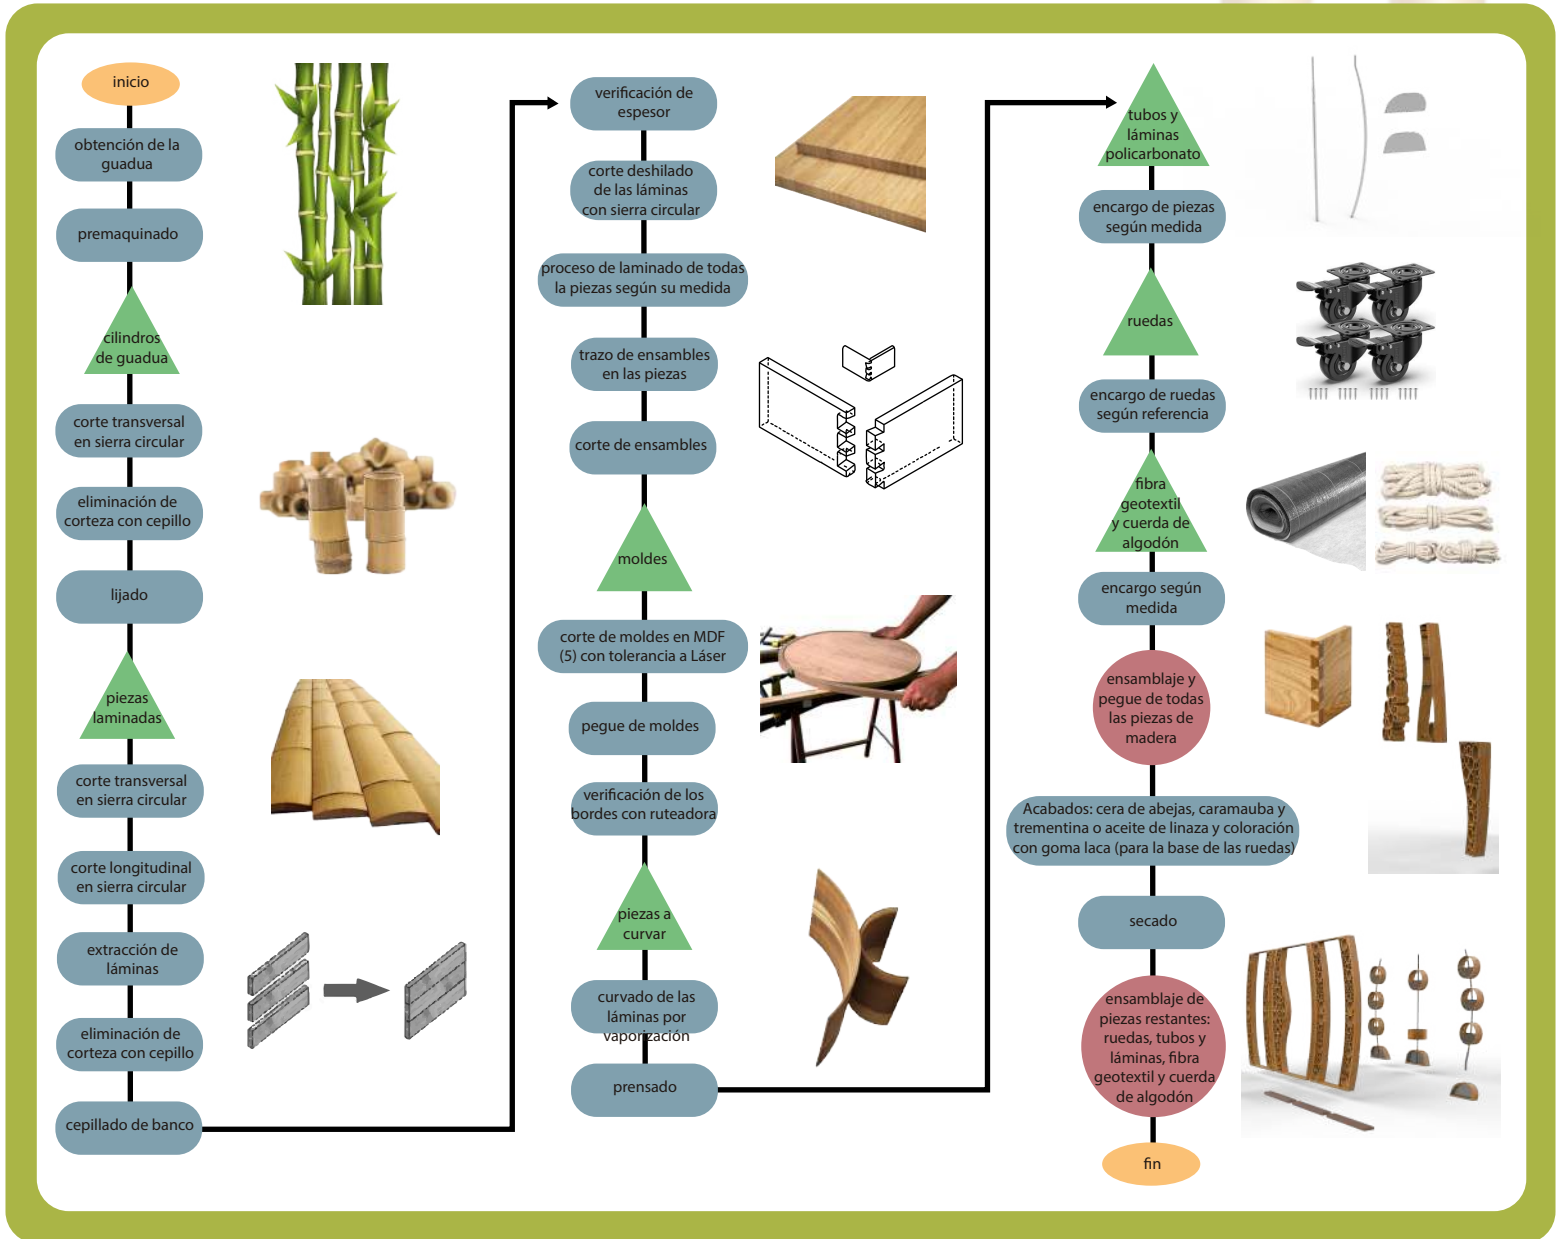 inicio
obtención de la
guadua
premaquinado
cilindros
de guadua
corte transversal
en sierra circular
eliminación de
corteza con cepillo
lijado
piezas
laminadas
corte transversal
en sierra circular
corte longitudinal
en sierra circular
extracción de
láminas
eliminación de
corteza con cepillo
cepillado de banco
verificación de
espesor
corte deshilado
de las láminas
con sierra circular
proceso de laminado de todas
la piezas según su medida
trazo de ensambles
en las piezas
corte de ensambles
moldes
corte de moldes en MDF
(5) con tolerancia a Láser
pegue de moldes
verificación de los
bordes con ruteadora
piezas a
curvar
curvado de las
láminas por
vaporización
prensado
tubos y
láminas
policarbonato
encargo de piezas
según medida
ruedas
encargo de ruedas
según referencia
fibra
geotextil
y cuerda de
algodón
encargo según
medida
ensamblaje y
pegue de todas
las piezas de
madera
Acabados: cera de abejas, caramauba y
trementina o aceite de linaza y coloración
con goma laca (para la base de las ruedas)
secado
ensamblaje de
piezas restantes:
ruedas, tubos y
láminas, fibra
geotextil y cuerda
de algodón
fin